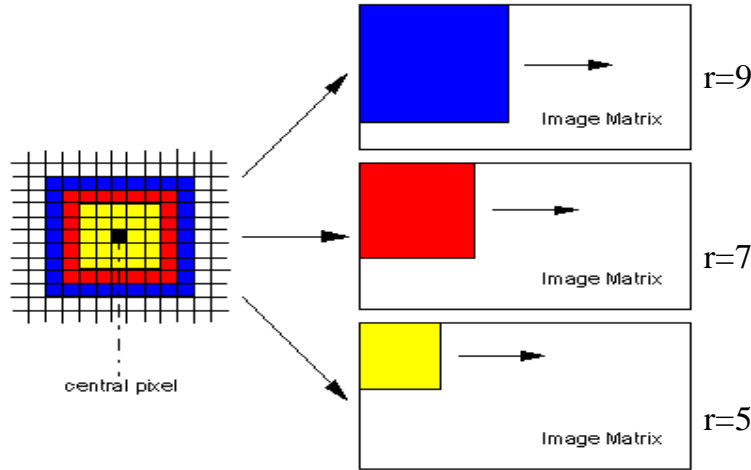 r=9
Image Matrix
r=7
Image Matrix
central pixel
r=5
Image Matrix